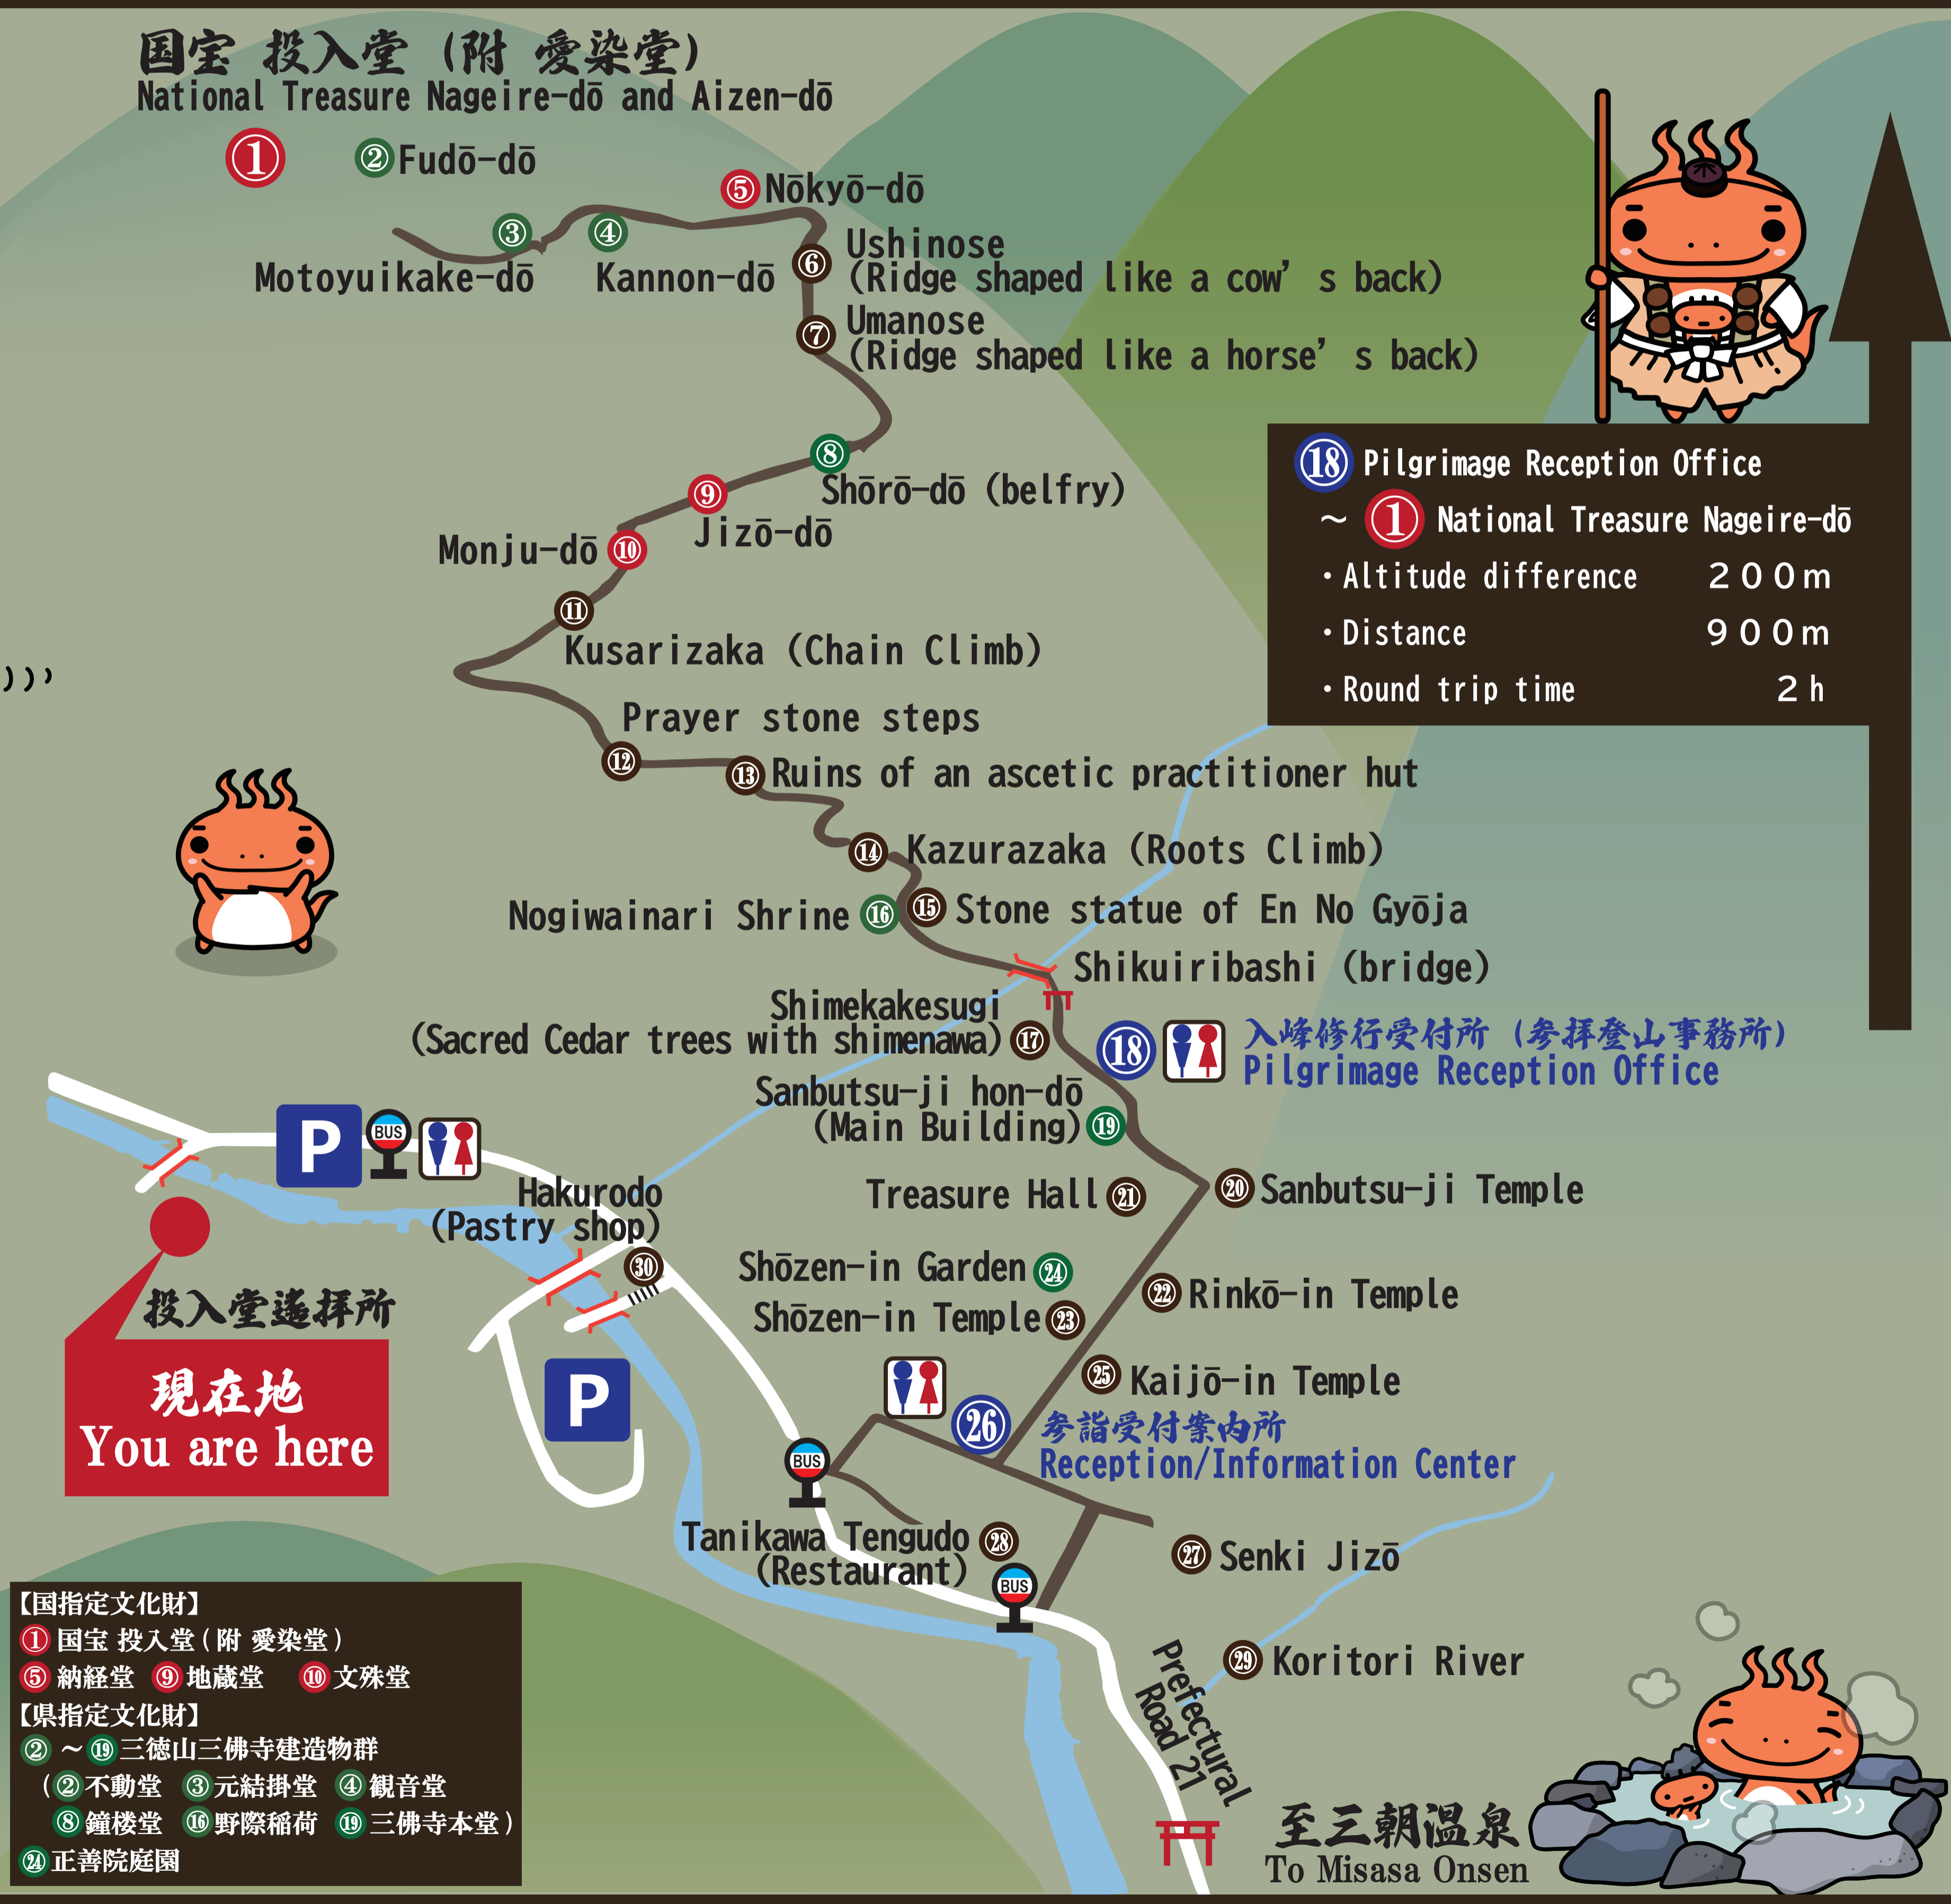 国宝 投入堂（附 愛染堂）
National Treasure Nageire-dō and Aizen-dō
①
② Fudō-dō
⑤ Nōkyō-dō
③
④
Motoyuikake-dō
Kannon-dō
⑥ Ushinose
(Ridge shaped like a cow’s back)
⑦ Umanose
(Ridge shaped like a horse’s back)
⑧
Shōrō-dō (belfry)
⑨
Jizō-dō
Monju-dō ⑩
⑪
Kusarizaka (Chain Climb)
Prayer stone steps
⑫
⑬ Ruins of an ascetic practitioner hut
⑭ Kazurazaka (Roots Climb)
⑮ Stone statue of En No Gyōja
Nogiwainari Shrine ⑯
Shikuiribashi (bridge)
Shimekakesugi
(Sacred Cedar trees with shimenawa) ⑰
⑱ 入峰修行受付所（参拝登山事務所）
Pilgrimage Reception Office
Sanbutsu-ji hon-dō
(Main Building) ⑲
⑳ Sanbutsu-ji Temple
Treasure Hall ㉑
㉒ Rinkō-in Temple
Shōzen-in Garden ㉔
Shōzen-in Temple ㉓
㉕ Kaijō-in Temple
㉖ 参詣受付案内所
Reception/Information Center
㉗ Senki Jizō
Tanikawa Tengudo ㉘
(Restaurant)
BUS
BUS
㉙ Koritori River
Prefectural
Road 21
至三朝温泉
To Misasa Onsen
P
BUS
Hakurodo
(Pastry shop)
㉚
P
投入堂遙拝所
現在地
You are here
⑱ Pilgrimage Reception Office
～ ① National Treasure Nageire-dō
・Altitude difference ２００m
・Distance ９００m
・Round trip time ２h
【国指定文化財】
① 国宝 投入堂（附 愛染堂）
⑤ 納経堂 ⑨ 地蔵堂 ⑩ 文殊堂
【県指定文化財】
② ～ ⑲ 三徳山三佛寺建造物群
（② 不動堂 ③ 元結掛堂 ④ 観音堂
⑧ 鐘楼堂 ⑯ 野際稲荷 ⑲ 三佛寺本堂）
㉔ 正善院庭園